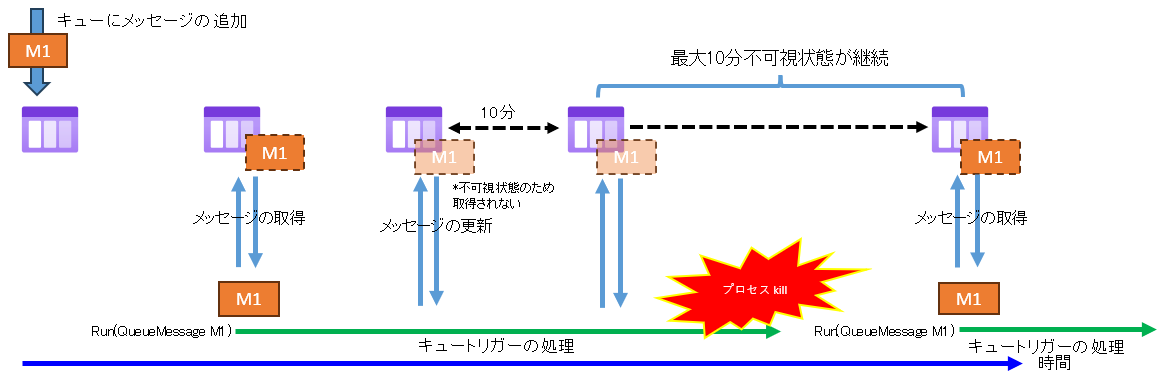 キューにメッセージの追加
M1
最大10分不可視状態が継続
10分
M1
M1
M1
M1
*不可視状態のため
取得されない
メッセージの取得
メッセージの更新
メッセージの取得
M1
プロセスkill
M1
Run(QueueMessage M1)
Run(QueueMessage M1)
キュートリガーの処理
キュートリガーの処理
時間